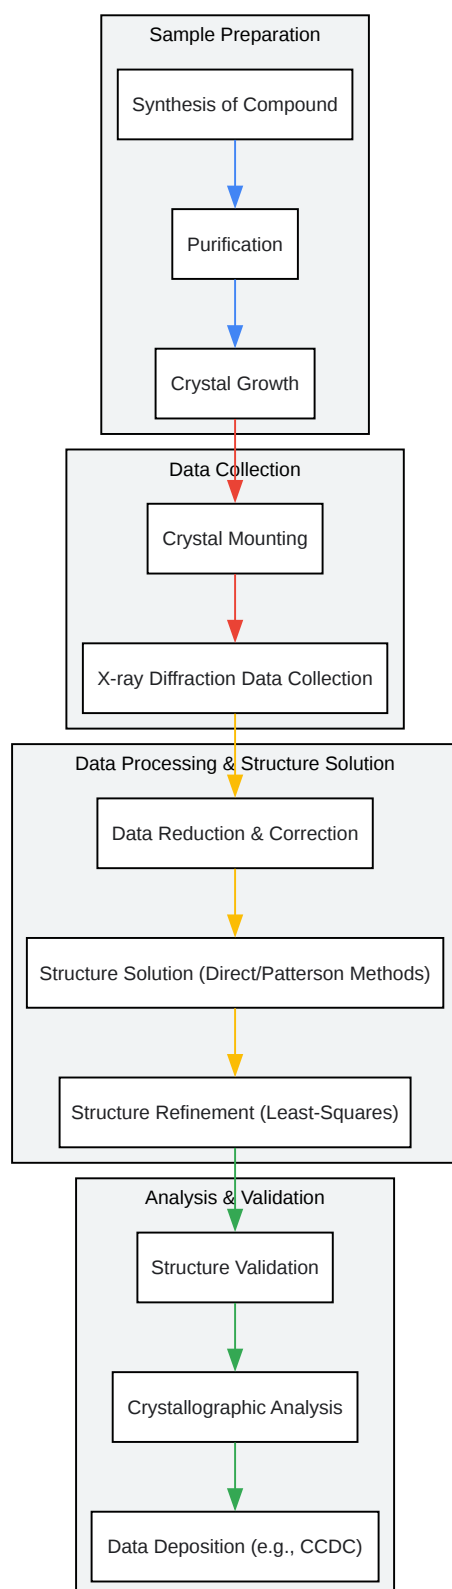 Sample Preparation
Synthesis of Compound
Purification
Crystal Growth
Data Collection
Crystal Mounting
X-ray Diffraction Data Collection
Data Processing & Structure Solution
Data Reduction & Correction
Structure Solution (Direct/Patterson Methods)
Structure Refinement (Least-Squares)
Analysis & Validation
Structure Validation
Crystallographic Analysis
Data Deposition (e.g., CCDC)